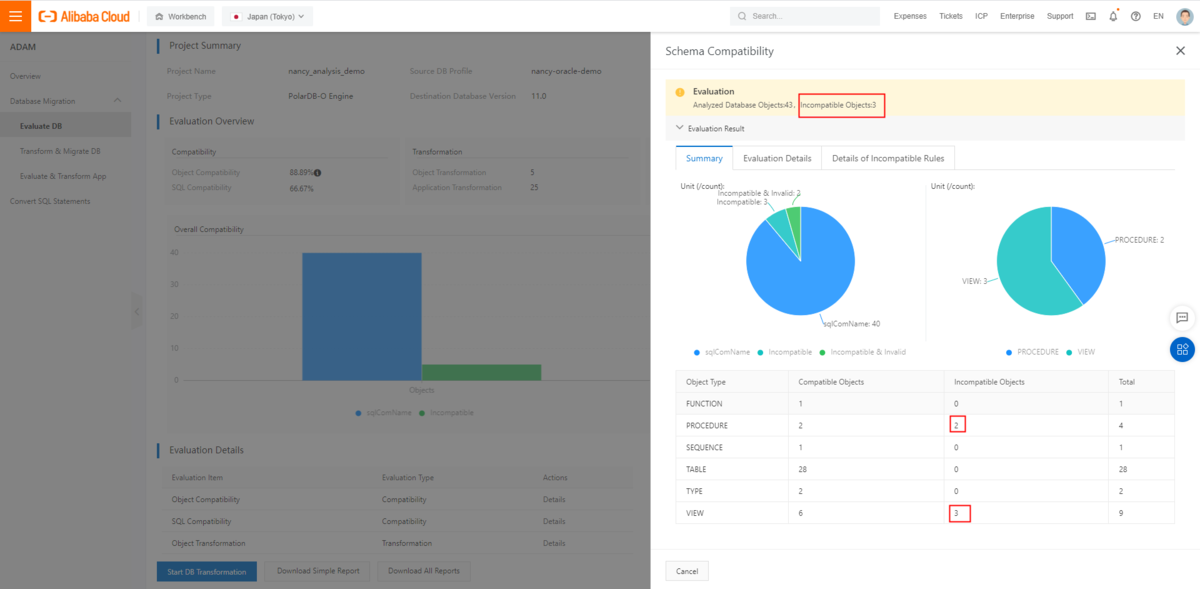 Alibaba Cloud
Workbench
Japan (Tokyo)
Search...
Expenses
Tickets
ICP
Enterprise
Support
EN
ADAM
Overview
Database Migration
Evaluate DB
Transform & Migrate DB
Evaluate & Transform App
Convert SQL Statements
Project Summary
Project Name nancy_analysis_demo Source DB Profile nancy-oracle-demo
Project Type PolarDB-O Engine Destination Database Version 11.0
Evaluation Overview
Compatibility
Object Compatibility 88.89%
SQL Compatibility 66.67%
Transformation
Object Transformation 5
Application Transformation 25
Overall Compatibility
40
30
20
10
0
Objects
sqlComName Incompatible
Evaluation Details
Evaluation Item Evaluation Type Actions
Object Compatibility Compatibility Details
SQL Compatibility Compatibility Details
Object Transformation Transformation Details
Start DB Transformation Download Simple Report Download All Reports
Schema Compatibility
Evaluation
Analyzed Database Objects:43, Incompatible Objects:3
Evaluation Result
Summary Evaluation Details Details of Incompatible Rules
Unit (/count):
Incompatible & Invalid: 2
Incompatible: 3
sqlComName: 40
sqlComName Incompatible Incompatible & Invalid
Unit (/count):
PROCEDURE: 2
VIEW: 3
PROCEDURE VIEW
Object Type Compatible Objects Incompatible Objects Total
FUNCTION 1 0 1
PROCEDURE 2 2 4
SEQUENCE 1 0 1
TABLE 28 0 28
TYPE 2 0 2
VIEW 6 3 9
Cancel